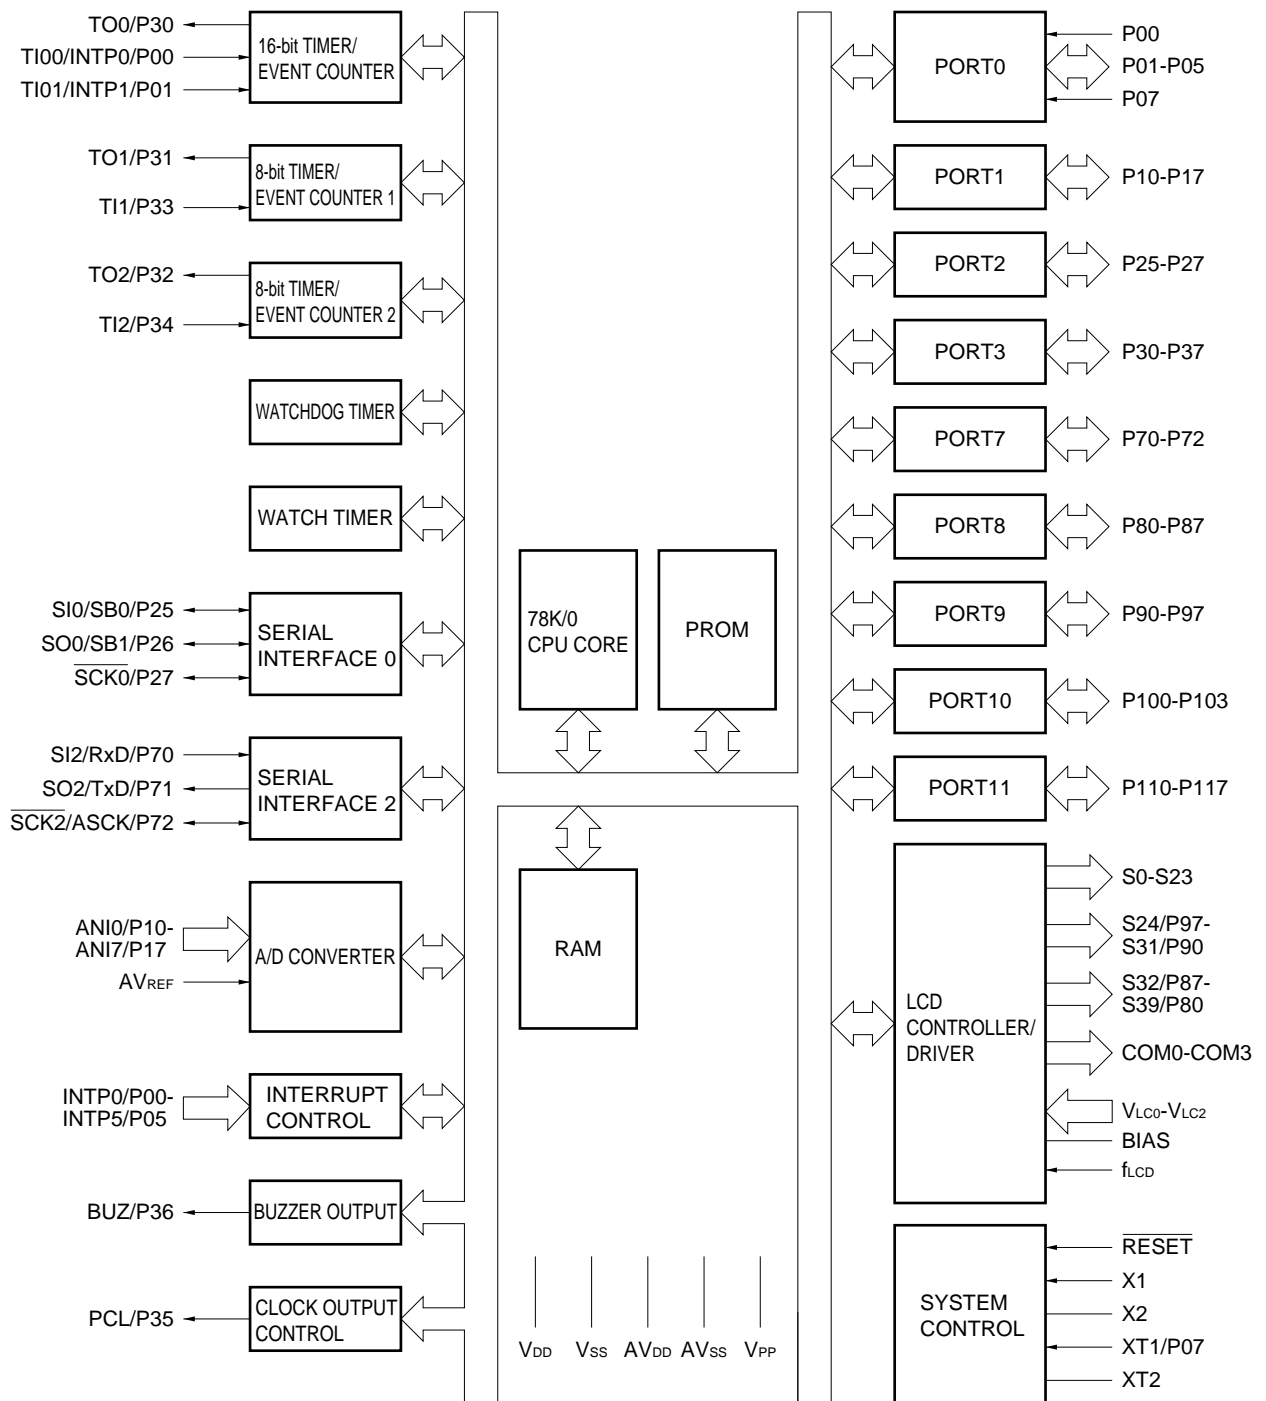 TO0/P30
TI00/INTP0/P00
TI01/INTP1/P01
16-bit TIMER/
EVENT COUNTER
TO1/P31
TI1/P33
8-bit TIMER/
EVENT COUNTER 1
TO2/P32
TI2/P34
8-bit TIMER/
EVENT COUNTER 2
WATCHDOG TIMER
WATCH TIMER
SI0/SB0/P25
SO0/SB1/P26
SCK0/P27
SERIAL
INTERFACE 0
SI2/RxD/P70
SO2/TxD/P71
SCK2/ASCK/P72
SERIAL
INTERFACE 2
ANI0/P10-
ANI7/P17
AVREF
A/D CONVERTER
INTP0/P00-
INTP5/P05
INTERRUPT
CONTROL
BUZ/P36
BUZZER OUTPUT
PCL/P35
CLOCK OUTPUT
CONTROL
78K/0
CPU CORE
PROM
RAM
VDD
VSS
AVDD
AVSS
VPP
PORT0
P00
P01-P05
P07
PORT1
P10-P17
PORT2
P25-P27
PORT3
P30-P37
PORT7
P70-P72
PORT8
P80-P87
PORT9
P90-P97
PORT10
P100-P103
PORT11
P110-P117
LCD
CONTROLLER/
DRIVER
S0-S23
S24/P97-
S31/P90
S32/P87-
S39/P80
COM0-COM3
VLC0-VLC2
BIAS
fLCD
SYSTEM
CONTROL
RESET
X1
X2
XT1/P07
XT2